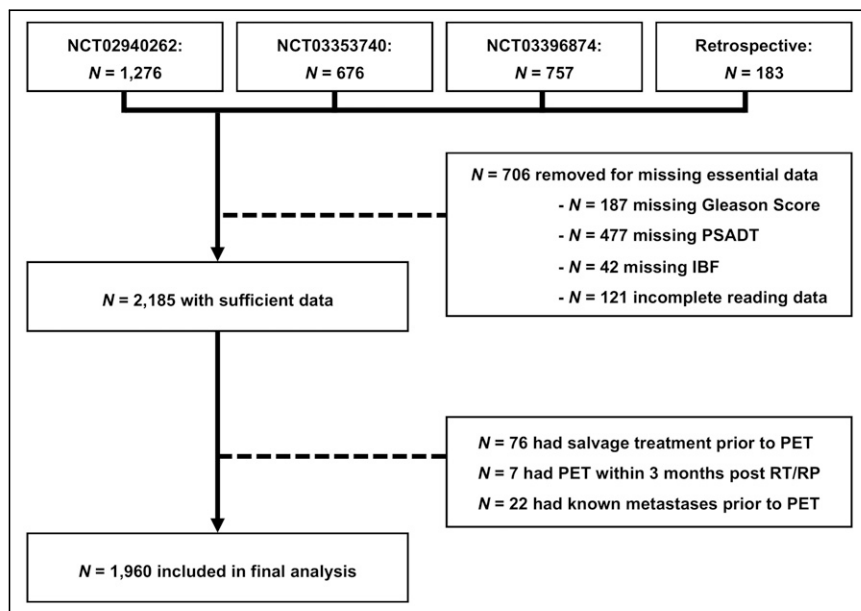 NCT02940262:
N = 1,276
NCT03353740:
N = 676
NCT03396874:
N = 757
Retrospective:
N = 183
N = 706 removed for missing essential data
- N = 187 missing Gleason Score
- N = 477 missing PSADT
- N = 42 missing IBF
- N = 121 incomplete reading data
N = 2,185 with sufficient data
N = 76 had salvage treatment prior to PET
N = 7 had PET within 3 months post RT/RP
N = 22 had known metastases prior to PET
N = 1,960 included in final analysis